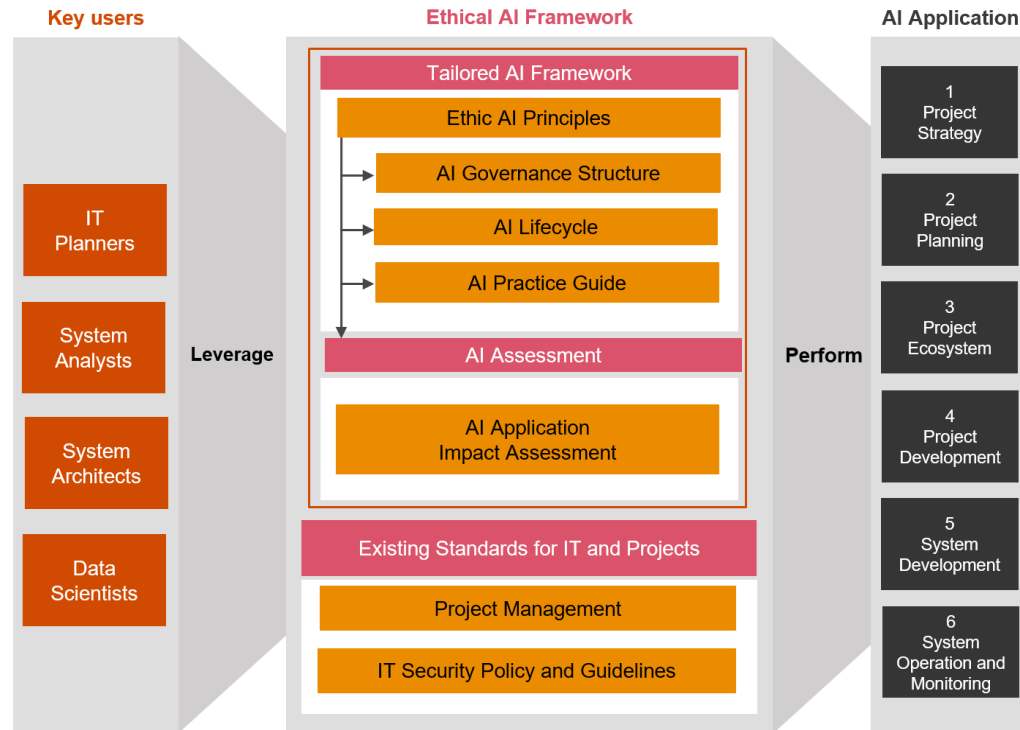 Key users
Ethical AI Framework
AI Application
IT
Planners
System
Analysts
System
Architects
Data
Scientists
Leverage
Tailored AI Framework
Ethic AI Principles
AI Governance Structure
AI Lifecycle
AI Practice Guide
AI Assessment
AI Application
Impact Assessment
Existing Standards for IT and Projects
Project Management
IT Security Policy and Guidelines
Perform
1
Project
Strategy
2
Project
Planning
3
Project
Ecosystem
4
Project
Development
5
System
Development
6
System
Operation and
Monitoring